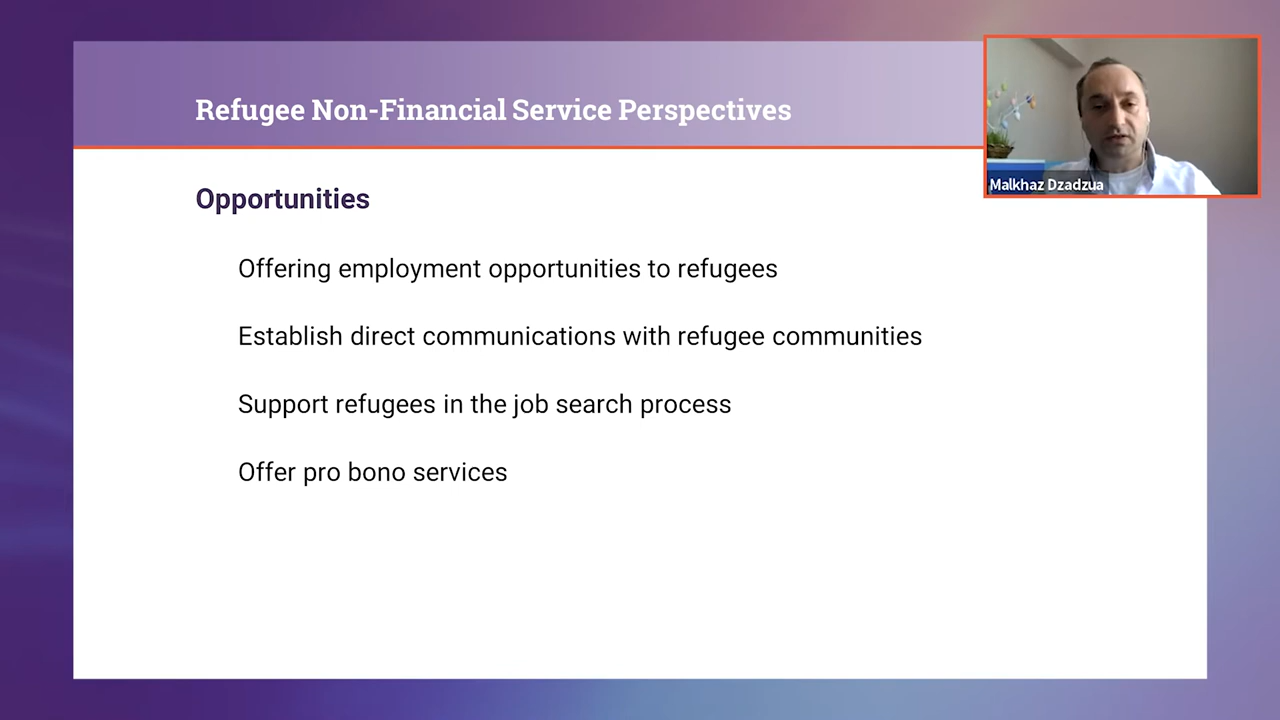 Refugee Non-Financial Service Perspectives
Malkhaz Dzadzua
Opportunities
Offering employment opportunities to refugees
Establish direct communications with refugee communities
Support refugees in the job search process
Offer pro bono services